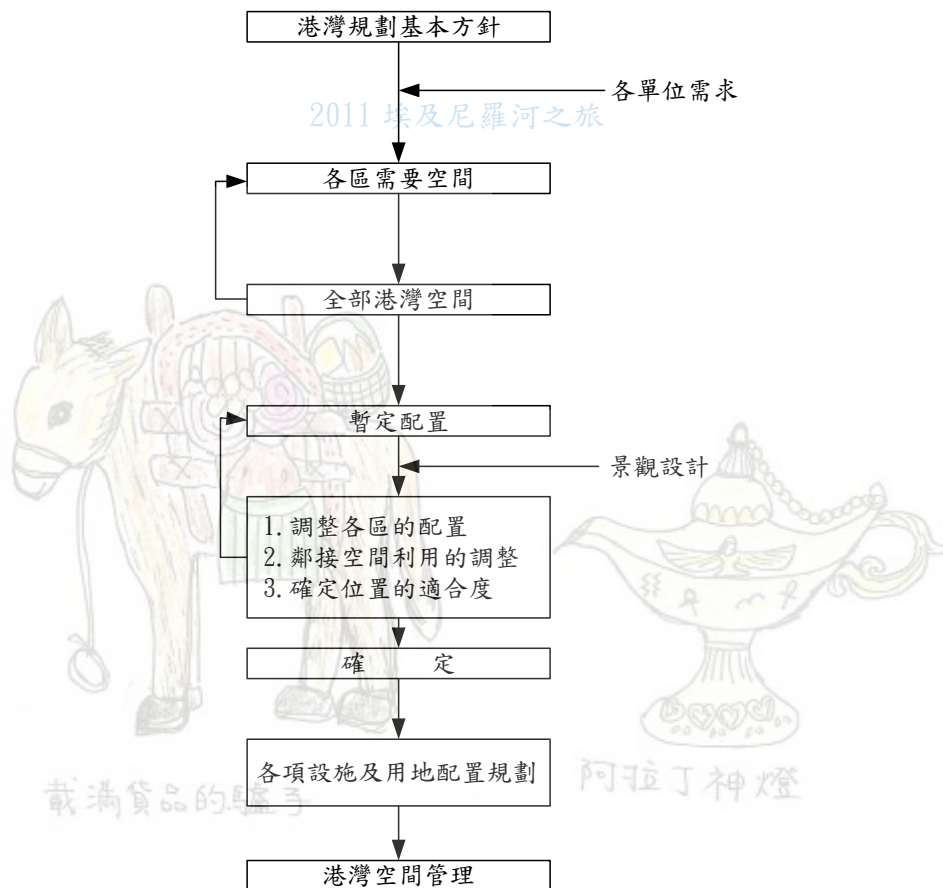 港灣規劃基本方針
各單位需求
2011 埃及尼羅河之旅
各區需要空間
全部港灣空間
暫定配置
景觀設計
1.調整各區的配置
2.鄰接空間利用的調整
3.確定位置的適合度
確 定
各項設施及用地配置規劃
載滿貨品的驢子
阿拉丁神燈
港灣空間管理